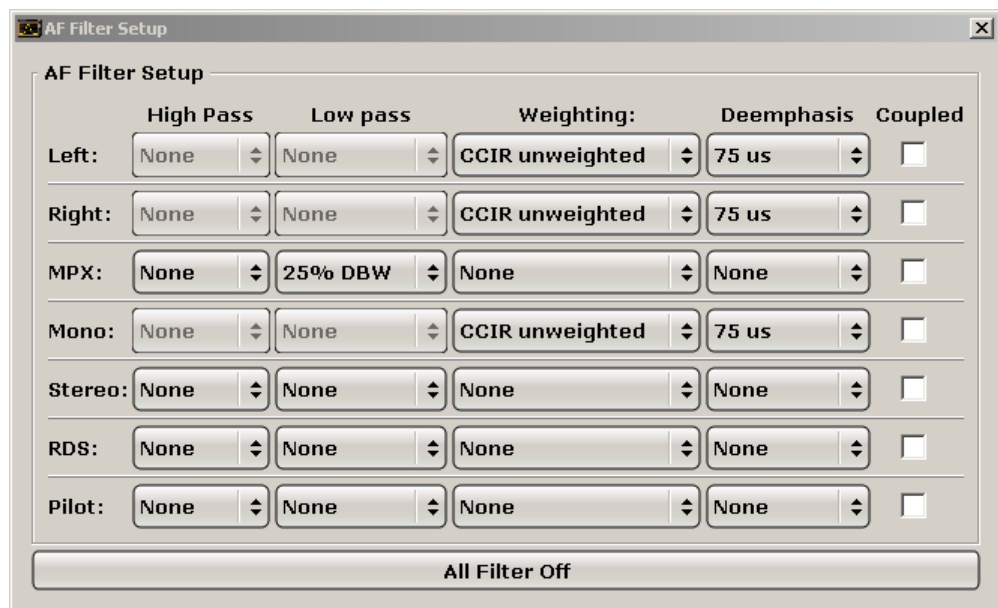 AF Filter Setup
AF Filter Setup
High Pass Low pass Weighting: Deemphasis Coupled
Left: None None CCIR unweighted 75 us
Right: None None CCIR unweighted 75 us
MPX: None 25% DBW None None
Mono: None None CCIR unweighted 75 us
Stereo: None None None None
RDS: None None None None
Pilot: None None None None
All Filter Off